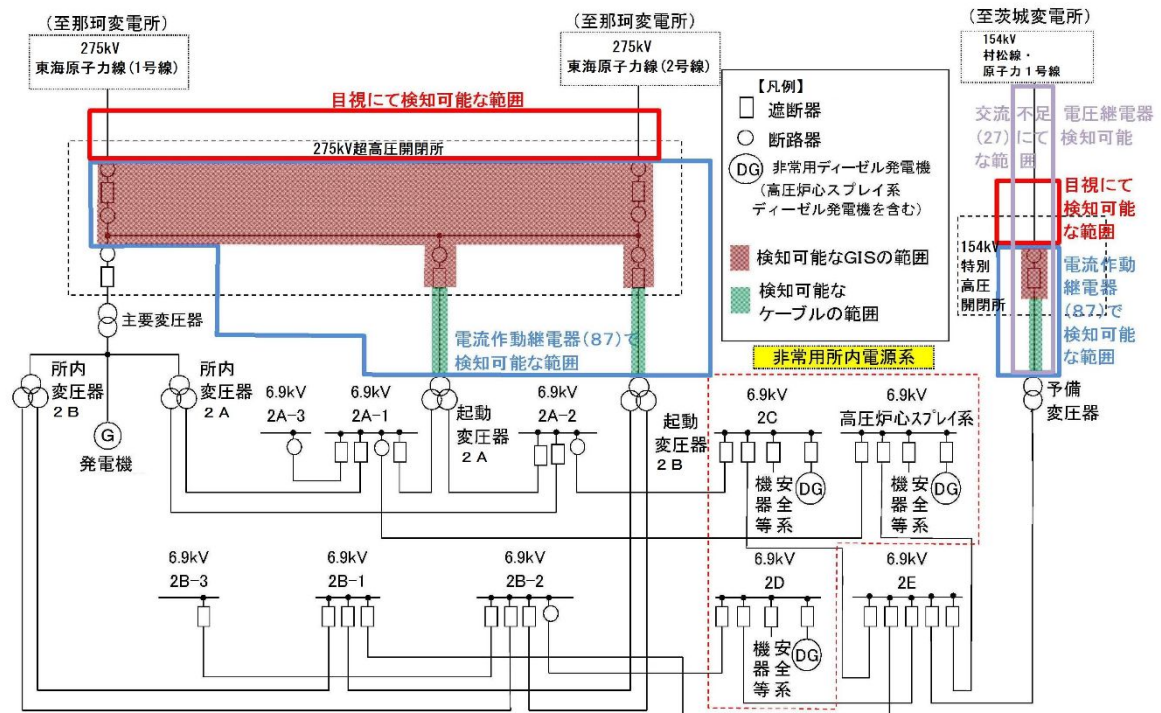 (至那珂変電所)
275kV
東海原子力線(1号線)
(至那珂変電所)
275kV
東海原子力線(2号線)
(至茨城変電所)
154kV
村松線・
原子力1号線
目視にて検知可能な範囲
275kV超高圧開閉所
【凡例】
遮断器
断路器
DG 非常用ディーゼル発電機
(高圧炉心スプレイ系
ディーゼル発電機を含む)
検知可能なGISの範囲
検知可能な
ケーブルの範囲
交流不足電圧継電器
(27)にて検知可能
な範囲
目視にて
検知可能
な範囲
154kV
特別
高圧
開閉所
電流作動
継電器
(87)で
検知可能
な範囲
主要変圧器
電流作動継電器(87)で
検知可能な範囲
非常用所内電源系
所内
変圧器
2B
所内
変圧器
2A
G
発電機
6.9kV
2A-3
6.9kV
2A-1
起動
変圧器
2A
6.9kV
2A-2
起動
変圧器
2B
6.9kV
2C
機器等
安全系
DG
6.9kV
高圧炉心スプレイ系
機器等
安全系
DG
予備
変圧器
6.9kV
2B-3
6.9kV
2B-1
6.9kV
2B-2
6.9kV
2D
機器等
安全系
DG
6.9kV
2E